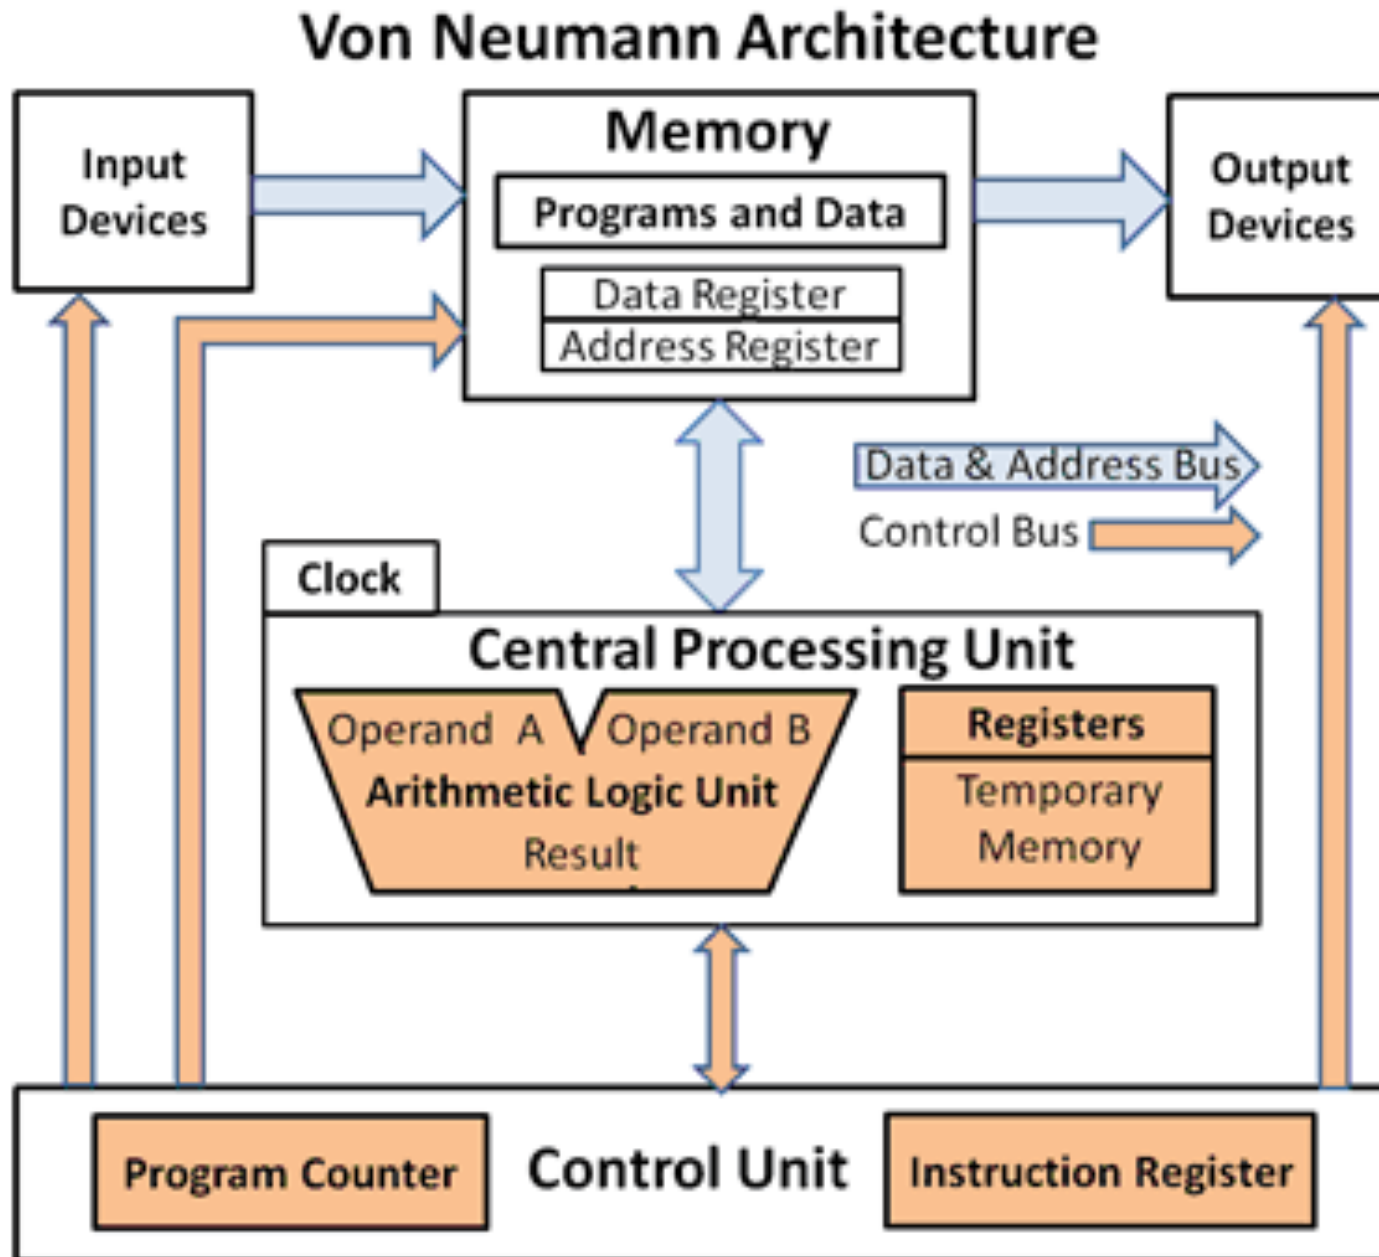 Von Neumann Architecture
Input
Devices
Memory
Programs and Data
Data Register
Address Register
Output
Devices
Data & Address Bus
Control Bus
Clock
Central Processing Unit
Operand A
Operand B
Arithmetic Logic Unit
Result
Registers
Temporary
Memory
Program Counter
Control Unit
Instruction Register